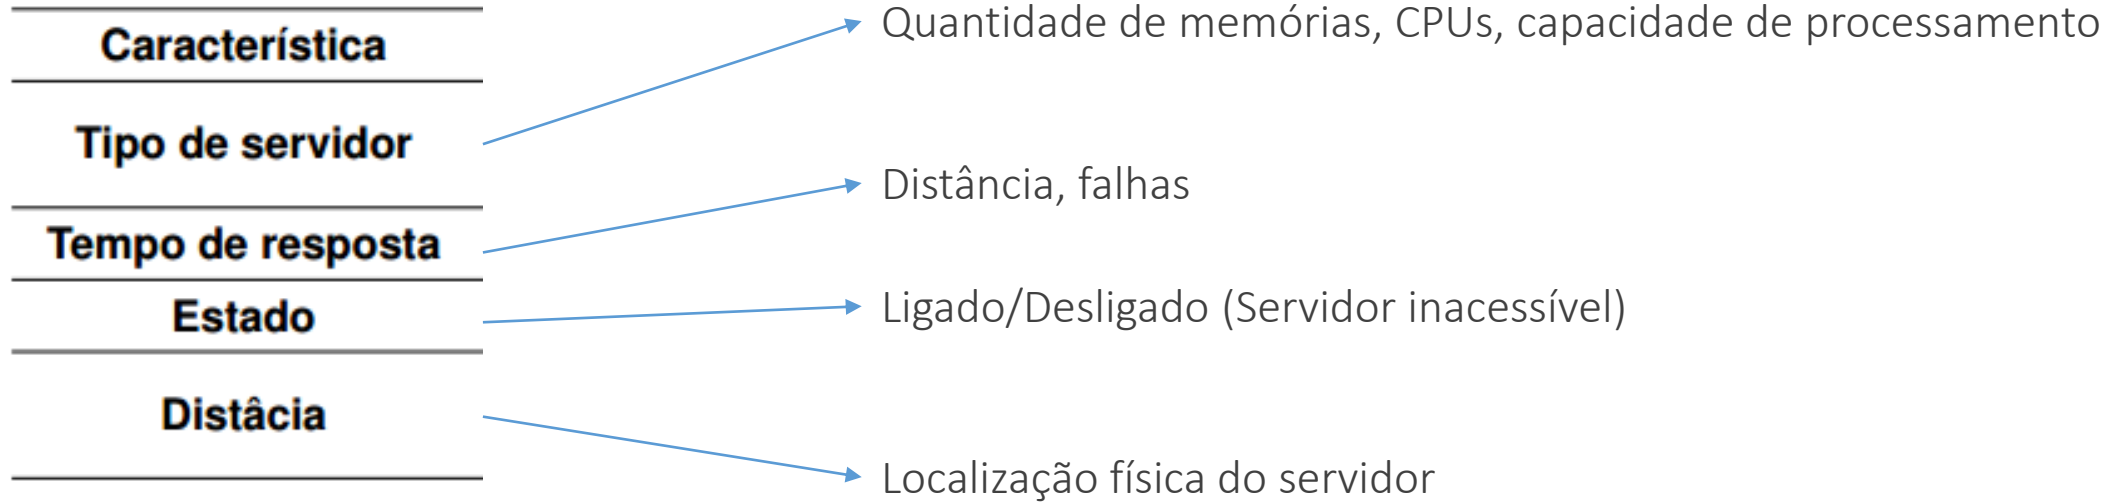 Característica
Quantidade de memórias, CPUs, capacidade de processamento
Tipo de servidor
Distância, falhas
Tempo de resposta
Ligado/Desligado (Servidor inacessível)
Estado
Distâcia
Localização física do servidor